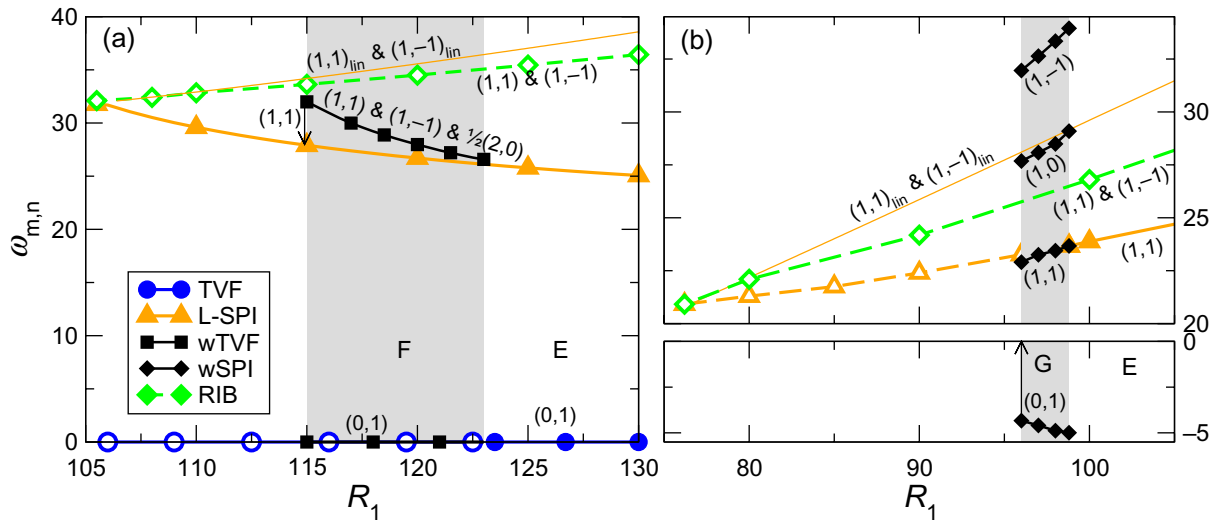 (a)
40
30
20
10
0
ω_{m,n}
(1,1)_{lin} & (1,−1)_{lin}
(1,1) & (1,−1)
(1,1)
(1,1) & (1,−1) & ½(2,0)
TVF
L-SPI
wTVF
wSPI
RIB
F
E
(0,1)
(0,1)
105
110
115
120
125
130
R_1
(b)
(1,−1)
(1,1)_{lin} & (1,−1)_{lin}
(1,0)
(1,1) & (1,−1)
(1,1)
(1,1)
30
25
20
G
E
(0,1)
0
−5
80
90
100
R_1